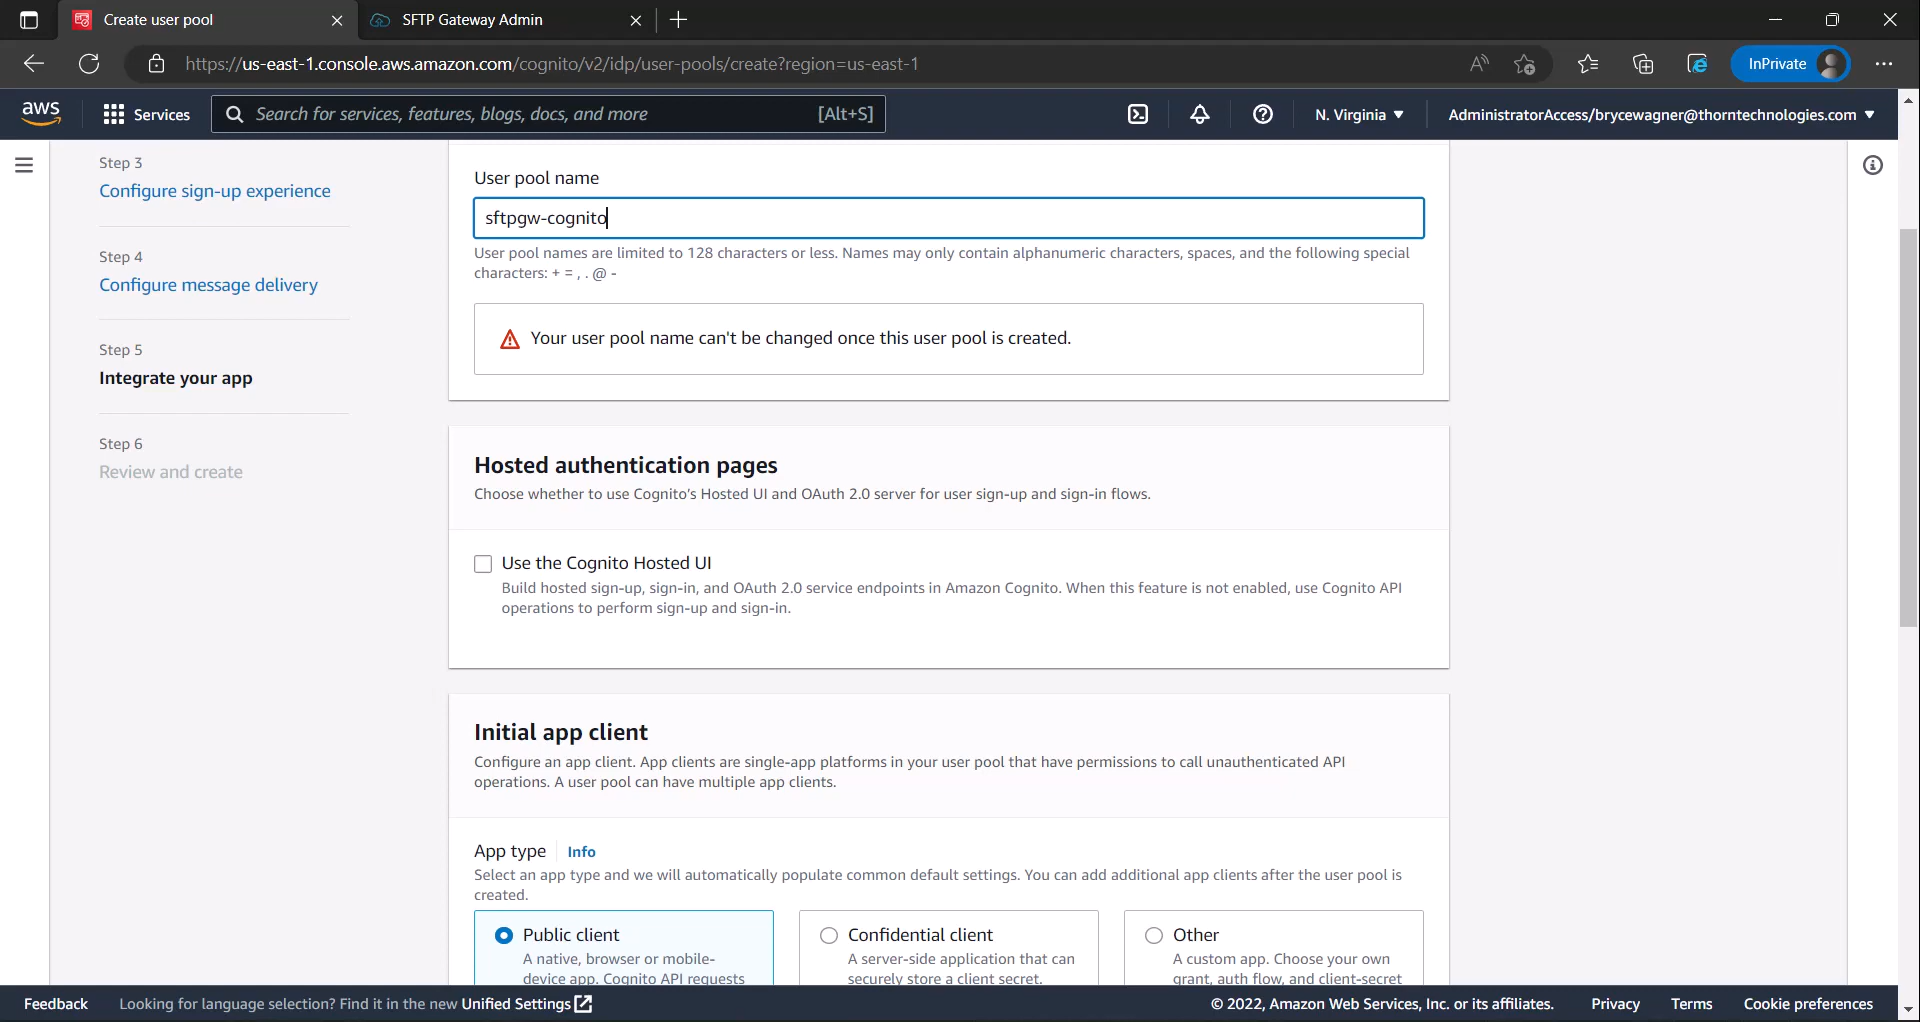 Create user pool
SFTP Gateway Admin
https://us-east-1.console.aws.amazon.com/cognito/v2/idp/user-pools/create?region=us-east-1
InPrivate
aws
Services
Search for services, features, blogs, docs, and more
[Alt+S]
N. Virginia
AdministratorAccess/brycewagner@thorntechnologies.com
Step 3
Configure sign-up experience
Step 4
Configure message delivery
Step 5
Integrate your app
Step 6
Review and create
User pool name
sftpgw-cognito
User pool names are limited to 128 characters or less. Names may only contain alphanumeric characters, spaces, and the following special
characters: + = , . @ -
Your user pool name can't be changed once this user pool is created.
Hosted authentication pages
Choose whether to use Cognito's Hosted UI and OAuth 2.0 server for user sign-up and sign-in flows.
Use the Cognito Hosted UI
Build hosted sign-up, sign-in, and OAuth 2.0 service endpoints in Amazon Cognito. When this feature is not enabled, use Cognito API
operations to perform sign-up and sign-in.
Initial app client
Configure an app client. App clients are single-app platforms in your user pool that have permissions to call unauthenticated API
operations. A user pool can have multiple app clients.
App type
Info
Select an app type and we will automatically populate common default settings. You can add additional app clients after the user pool is
created.
Public client
A native, browser or mobile-
device app. Cognito API requests
Confidential client
A server-side application that can
securely store a client secret.
Other
A custom app. Choose your own
grant, auth flow, and client-secret
Feedback
Looking for language selection? Find it in the new Unified Settings
© 2022, Amazon Web Services, Inc. or its affiliates.
Privacy
Terms
Cookie preferences